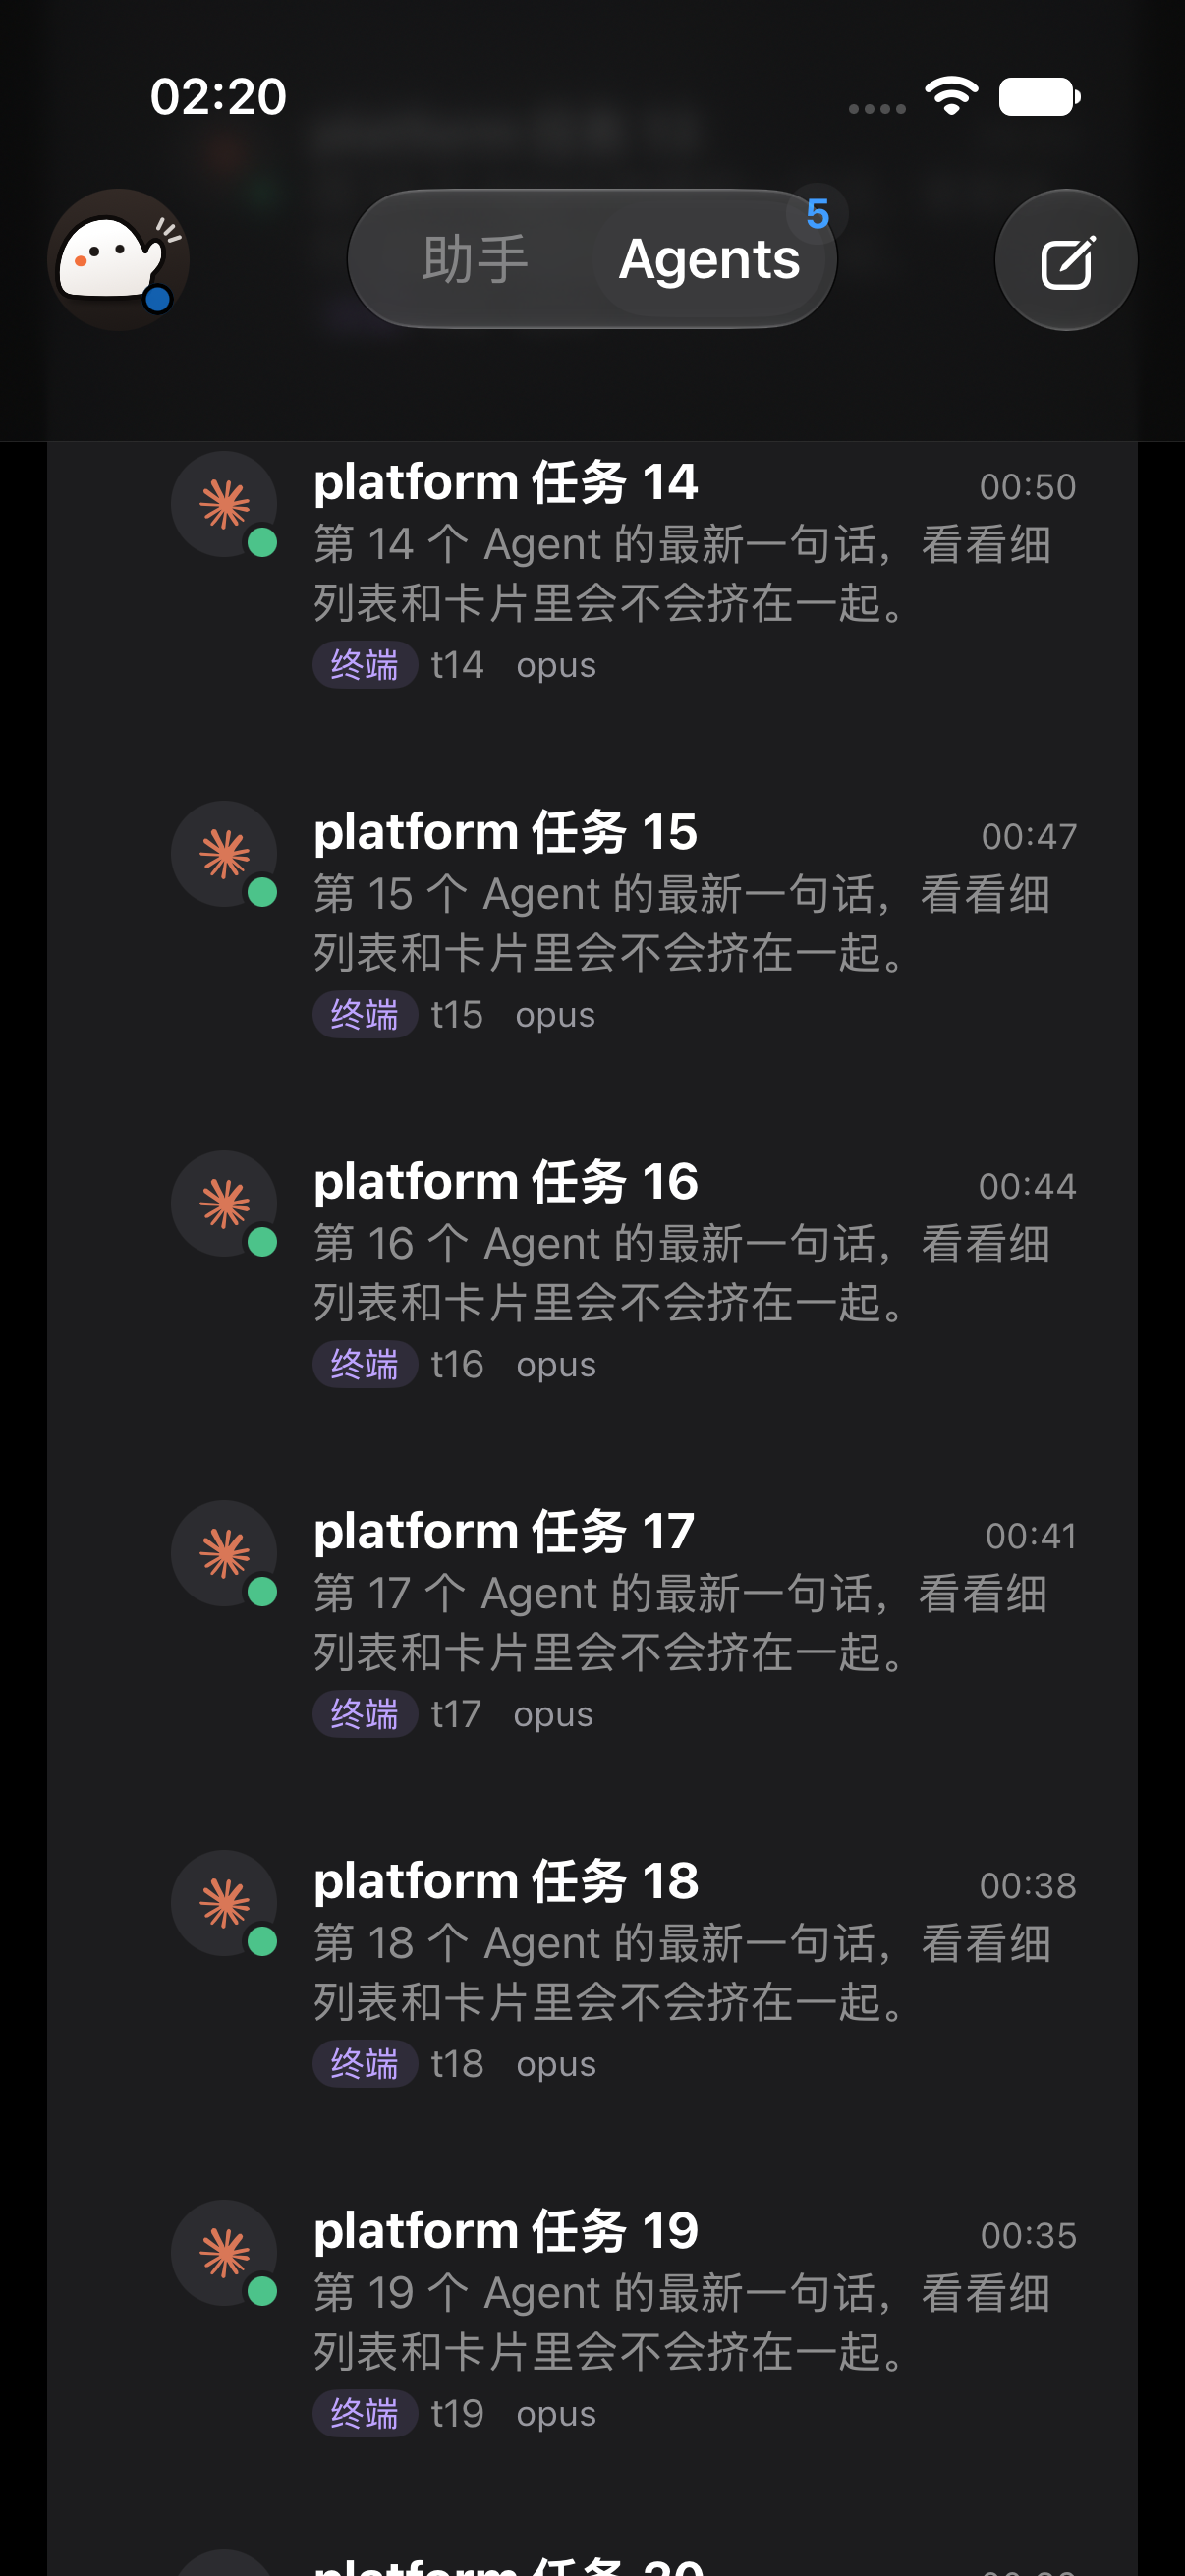 02:20
助手 Agents 5
platform 任务 14 00:50
第 14 个 Agent 的最新一句话，看看细
列表和卡片里会不会挤在一起。
终端 t14 opus
platform 任务 15 00:47
第 15 个 Agent 的最新一句话，看看细
列表和卡片里会不会挤在一起。
终端 t15 opus
platform 任务 16 00:44
第 16 个 Agent 的最新一句话，看看细
列表和卡片里会不会挤在一起。
终端 t16 opus
platform 任务 17 00:41
第 17 个 Agent 的最新一句话，看看细
列表和卡片里会不会挤在一起。
终端 t17 opus
platform 任务 18 00:38
第 18 个 Agent 的最新一句话，看看细
列表和卡片里会不会挤在一起。
终端 t18 opus
platform 任务 19 00:35
第 19 个 Agent 的最新一句话，看看细
列表和卡片里会不会挤在一起。
终端 t19 opus
platform 任务 20